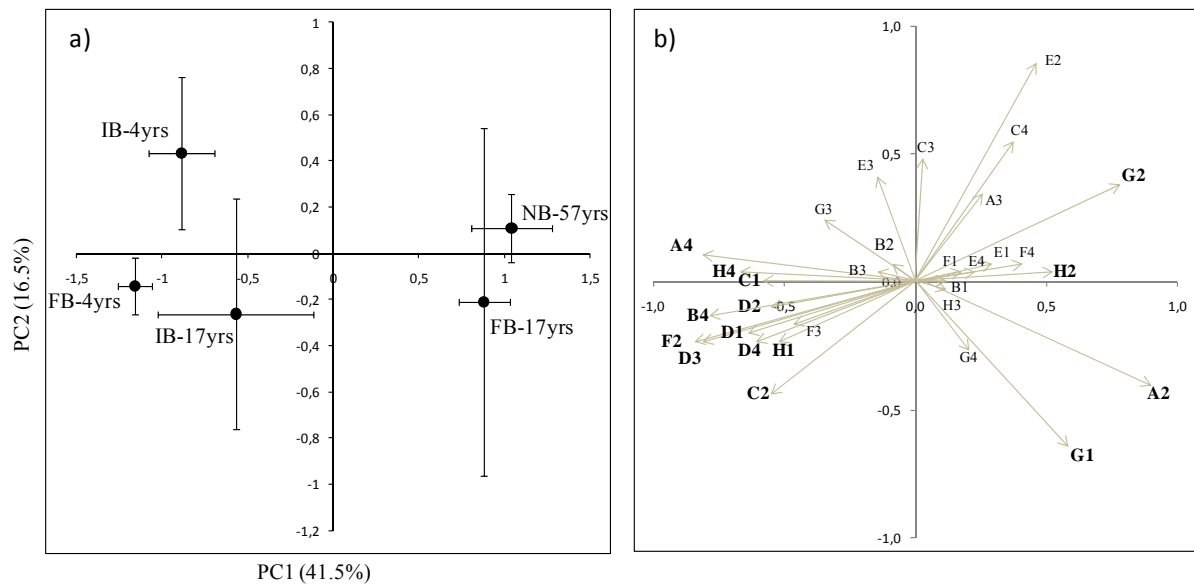 a)
1
0,8
0,6
0,4
0,2
0
-0,2
-0,4
-0,6
-0,8
-1
-1,2
-1,5
-1
-0,5
0
0,5
1
1,5
IB-4yrs
NB-57yrs
FB-4yrs
IB-17yrs
FB-17yrs
PC2 (16.5%)
PC1 (41.5%)
b)
1,0
0,5
0,0
-0,5
-1,0
-1,0
-0,5
0,5
1,0
E2
C4
C3
E3
G2
A3
G3
A4
B2
E1
F4
H4
B3
F1
E4
H2
C1
B1
D2
H3
B4
D1
F3
F2
D4
H1
D3
G4
C2
A2
G1